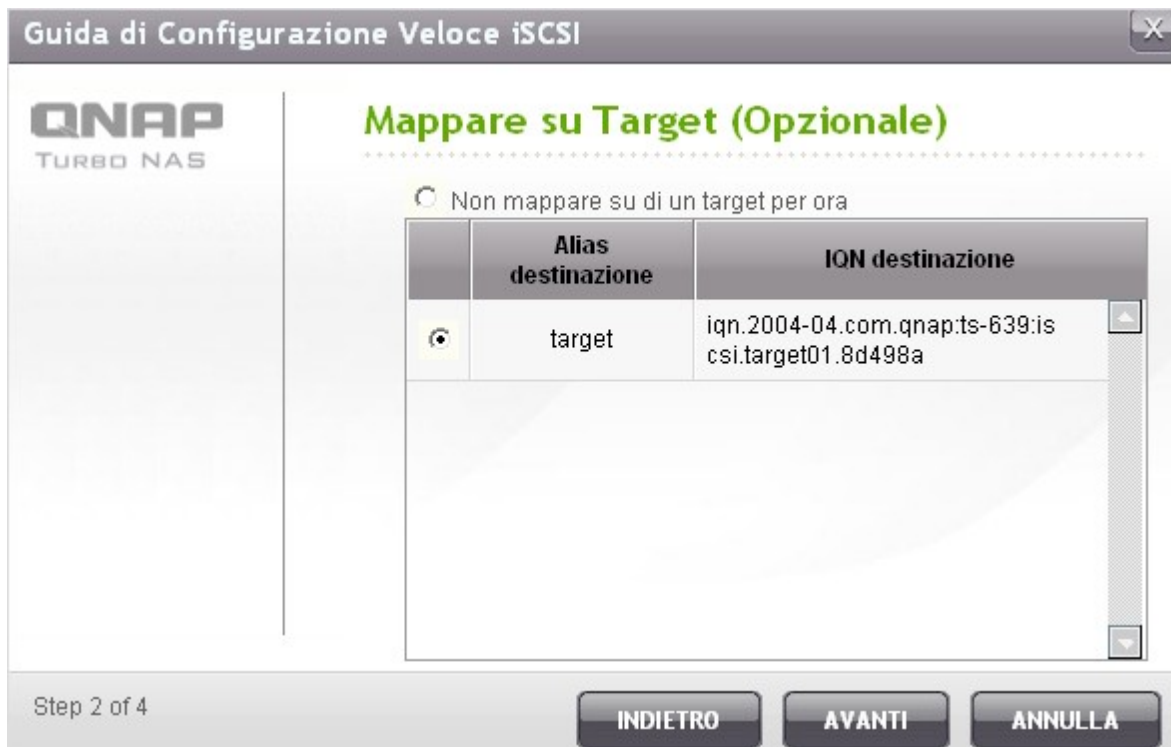 Guida di Configurazione Veloce iSCSI
QNAP
TURBO NAS
Mappare su Target (Opzionale)
Non mappare su di un target per ora
Alias
destinazione
IQN destinazione
target
iqn.2004-04.com.qnap:ts-639:is
csi.target01.8d498a
Step 2 of 4
INDIETRO
AVANTI
ANNULLA